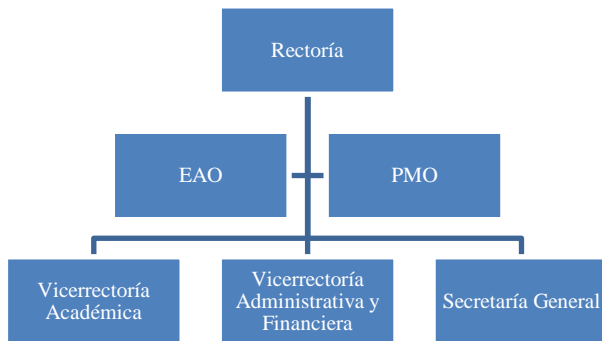 Rectoría
EAO
PMO
Vicerrectoría
Académica
Vicerrectoría
Administrativa y
Financiera
Secretaría General